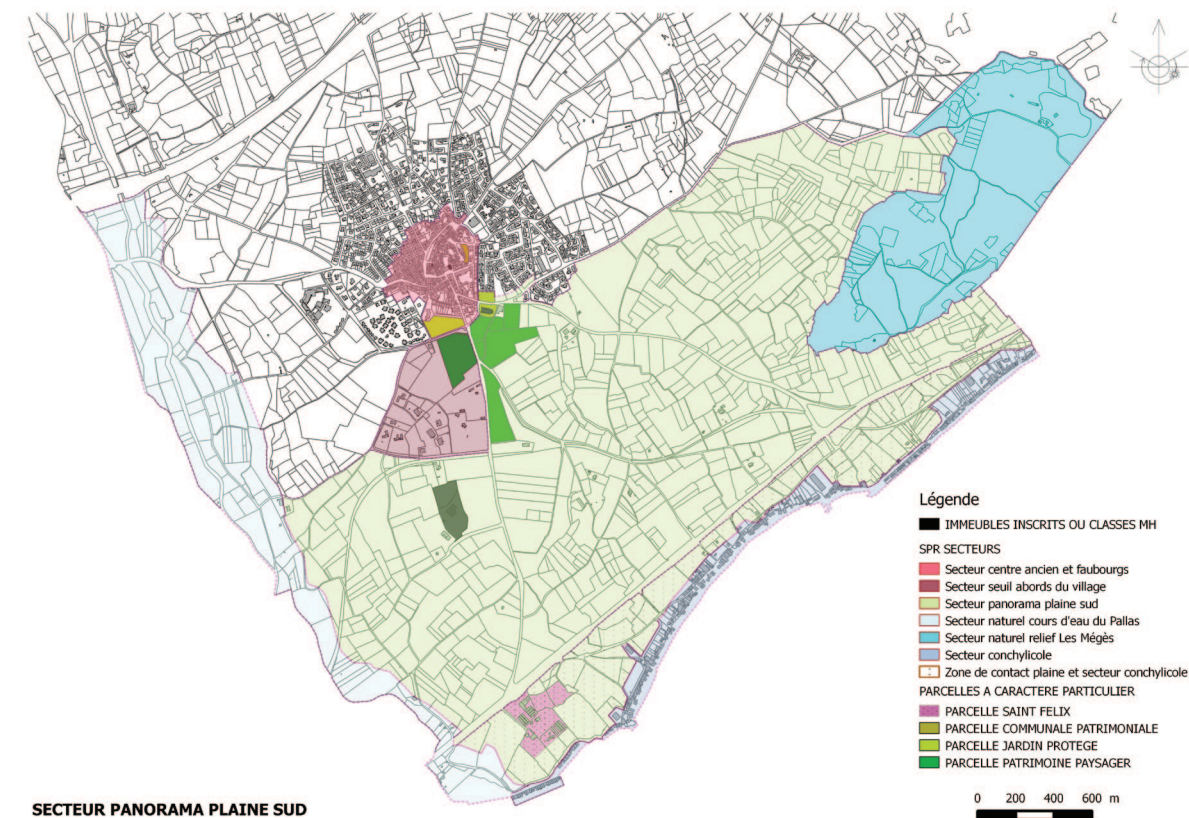 Légende
IMMEUBLES INSCRITS OU CLASSES MH
SPR SECTEURS
Secteur centre ancien et faubourgs
Secteur seuil abords du village
Secteur panorama plaine sud
Secteur naturel cours d'eau du Pallas
Secteur naturel relief Les Mégès
Secteur conchylicole
Zone de contact plaine et secteur conchylicole
PARCELLES A CARACTERE PARTICULIER
PARCELLE SAINT FELIX
PARCELLE COMMUNALE PATRIMONIALE
PARCELLE JARDIN PROTEGE
PARCELLE PATRIMOINE PAYSAGER
0 200 400 600 m
SECTEUR PANORAMA PLAINE SUD